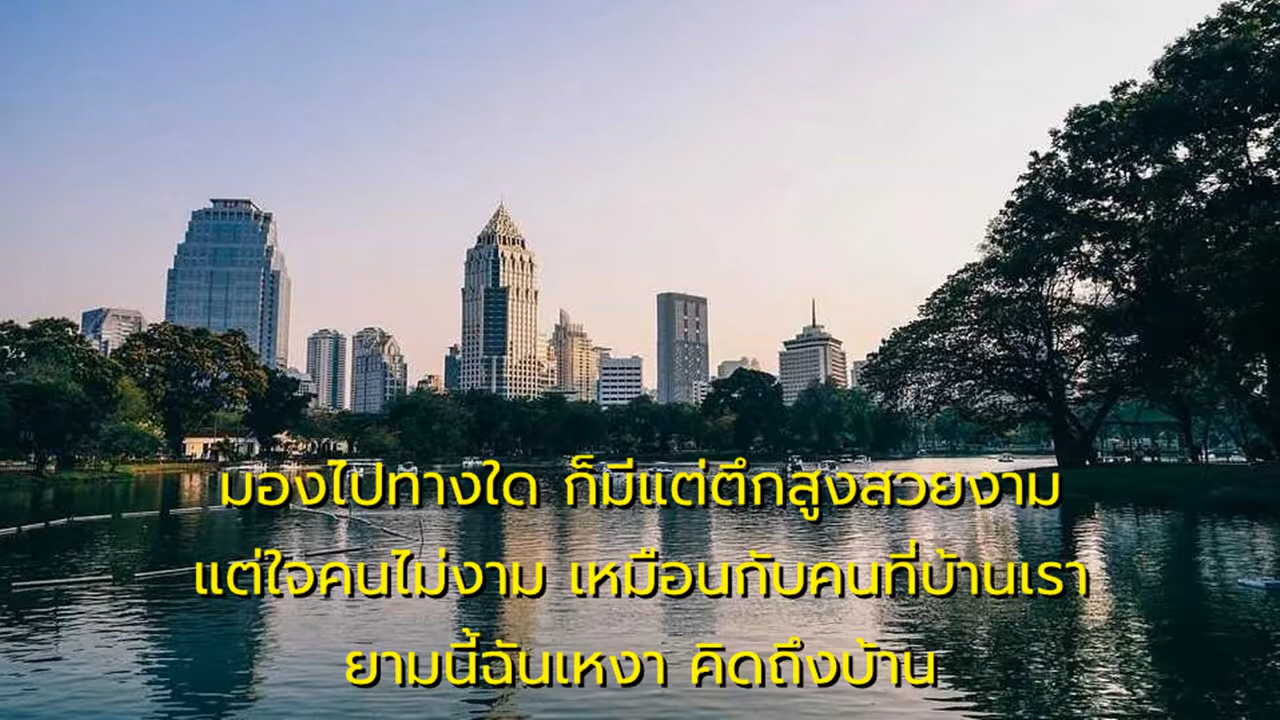 มองไปทางใด ก็มีแต่ตึกสูงสวยงาม
แต่ใจคนไม่งาม เหมือนกับคนที่บ้านเรา
ยามนี้ฉันเหงา คิดถึงบ้าน